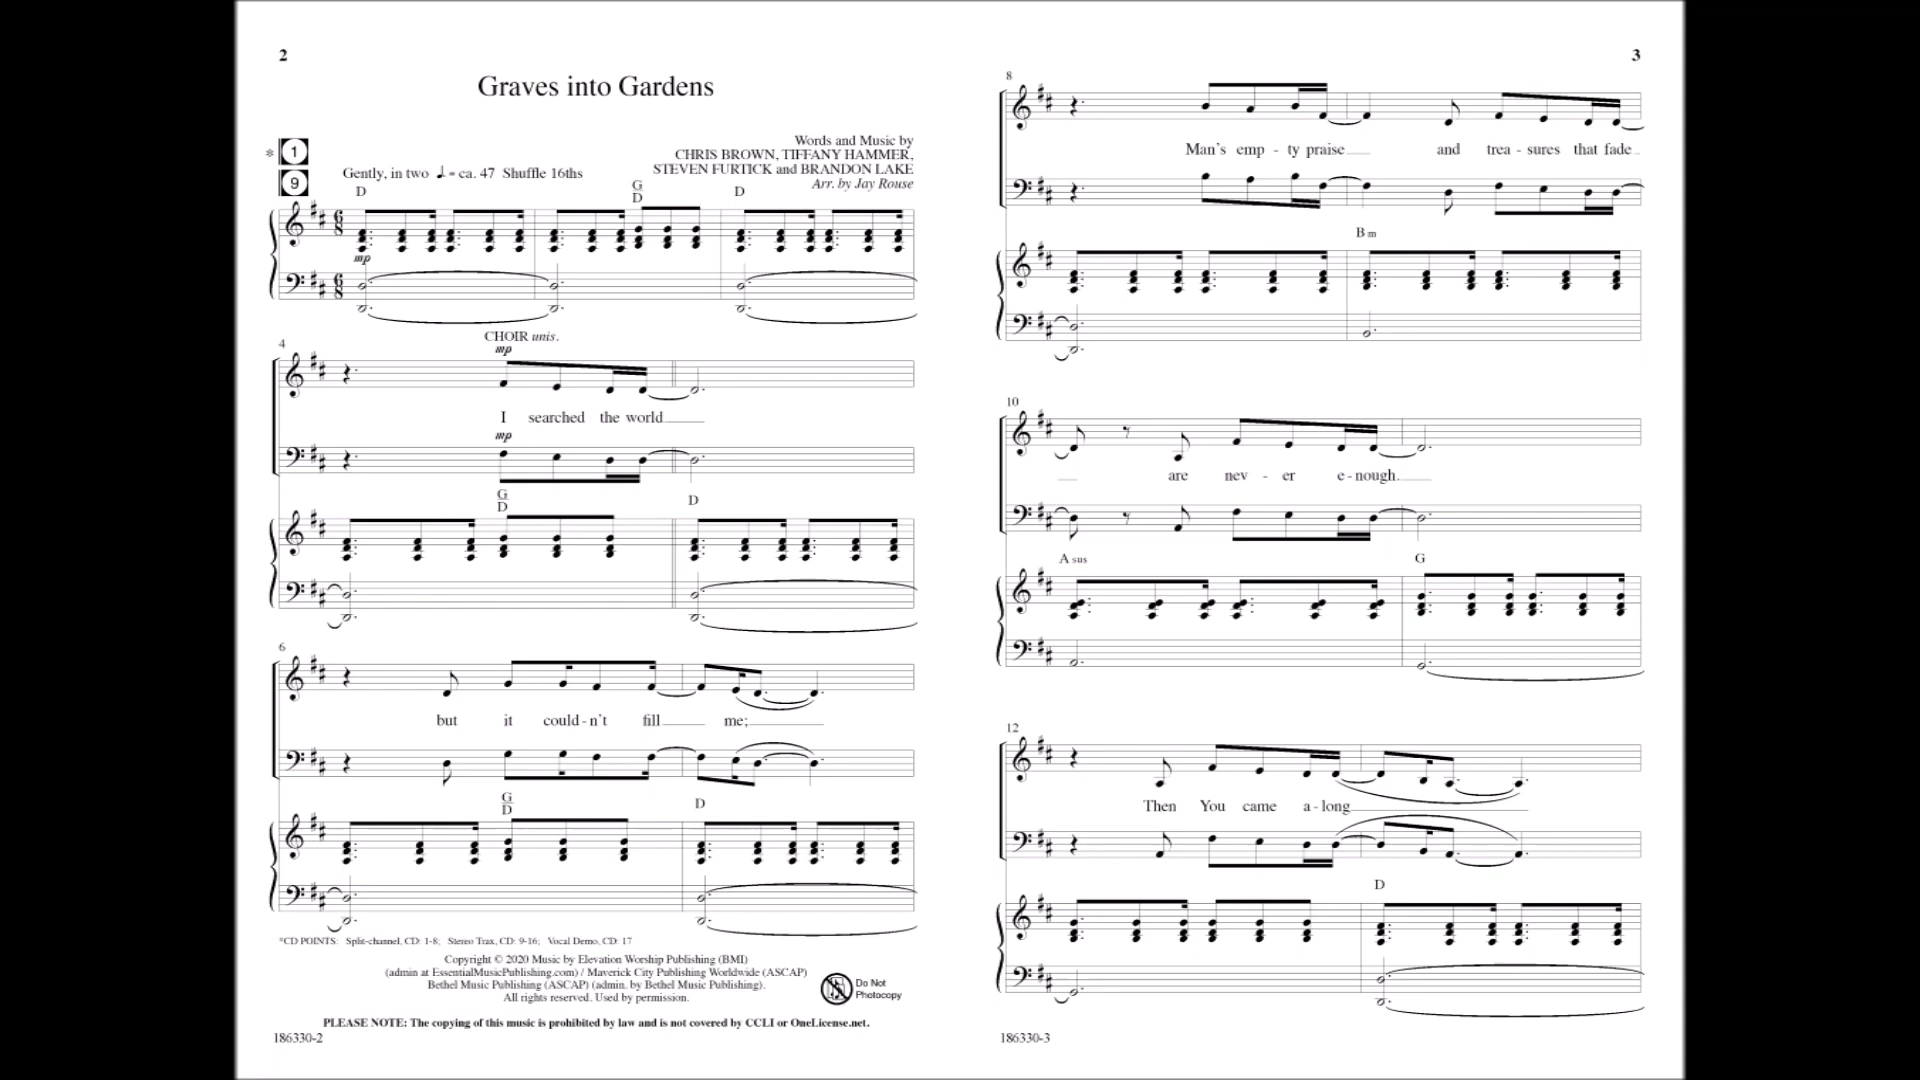 2
Graves into Gardens
* 1
9
Words and Music by
CHRIS BROWN, TIFFANY HAMMER,
STEVEN FURTICK and BRANDON LAKE
Arr. by Jay Rouse
Gently, in two ♩. = ca. 47 Shuffle 16ths
D G/D D
6/8
mp
6/8
4
CHOIR unis.
mp
I searched the world
mp
G/D D
6
but it could - n't fill me;
G/D D
*CD POINTS: Split-channel, CD: 1-8; Stereo Trax, CD: 9-16; Vocal Demo, CD: 17
Copyright © 2020 Music by Elevation Worship Publishing (BMI)
(admin at EssentialMusicPublishing.com) / Maverick City Publishing Worldwide (ASCAP)
Bethel Music Publishing (ASCAP) (admin. by Bethel Music Publishing).
All rights reserved. Used by permission.
Do Not
Photocopy
PLEASE NOTE: The copying of this music is prohibited by law and is not covered by CCLI or OneLicense.net.
186330-2
3
8
Man's emp - ty praise and trea - sures that fade
Bm
10
are nev - er e - nough.
Asus G
12
Then You came a - long
D
186330-3